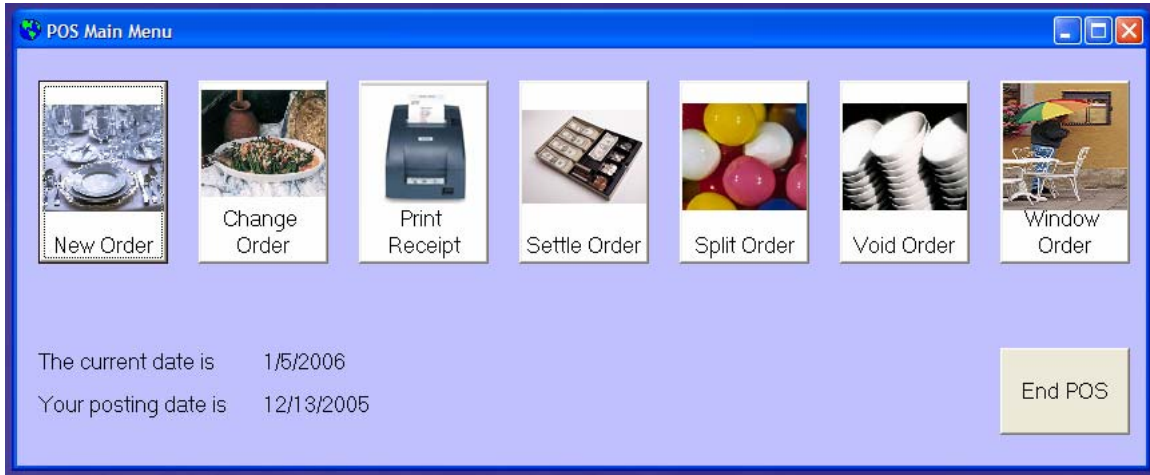 POS Main Menu
New Order
Change
Order
Print
Receipt
Settle Order
Split Order
Void Order
Window
Order
The current date is 1/5/2006
Your posting date is 12/13/2005
End POS